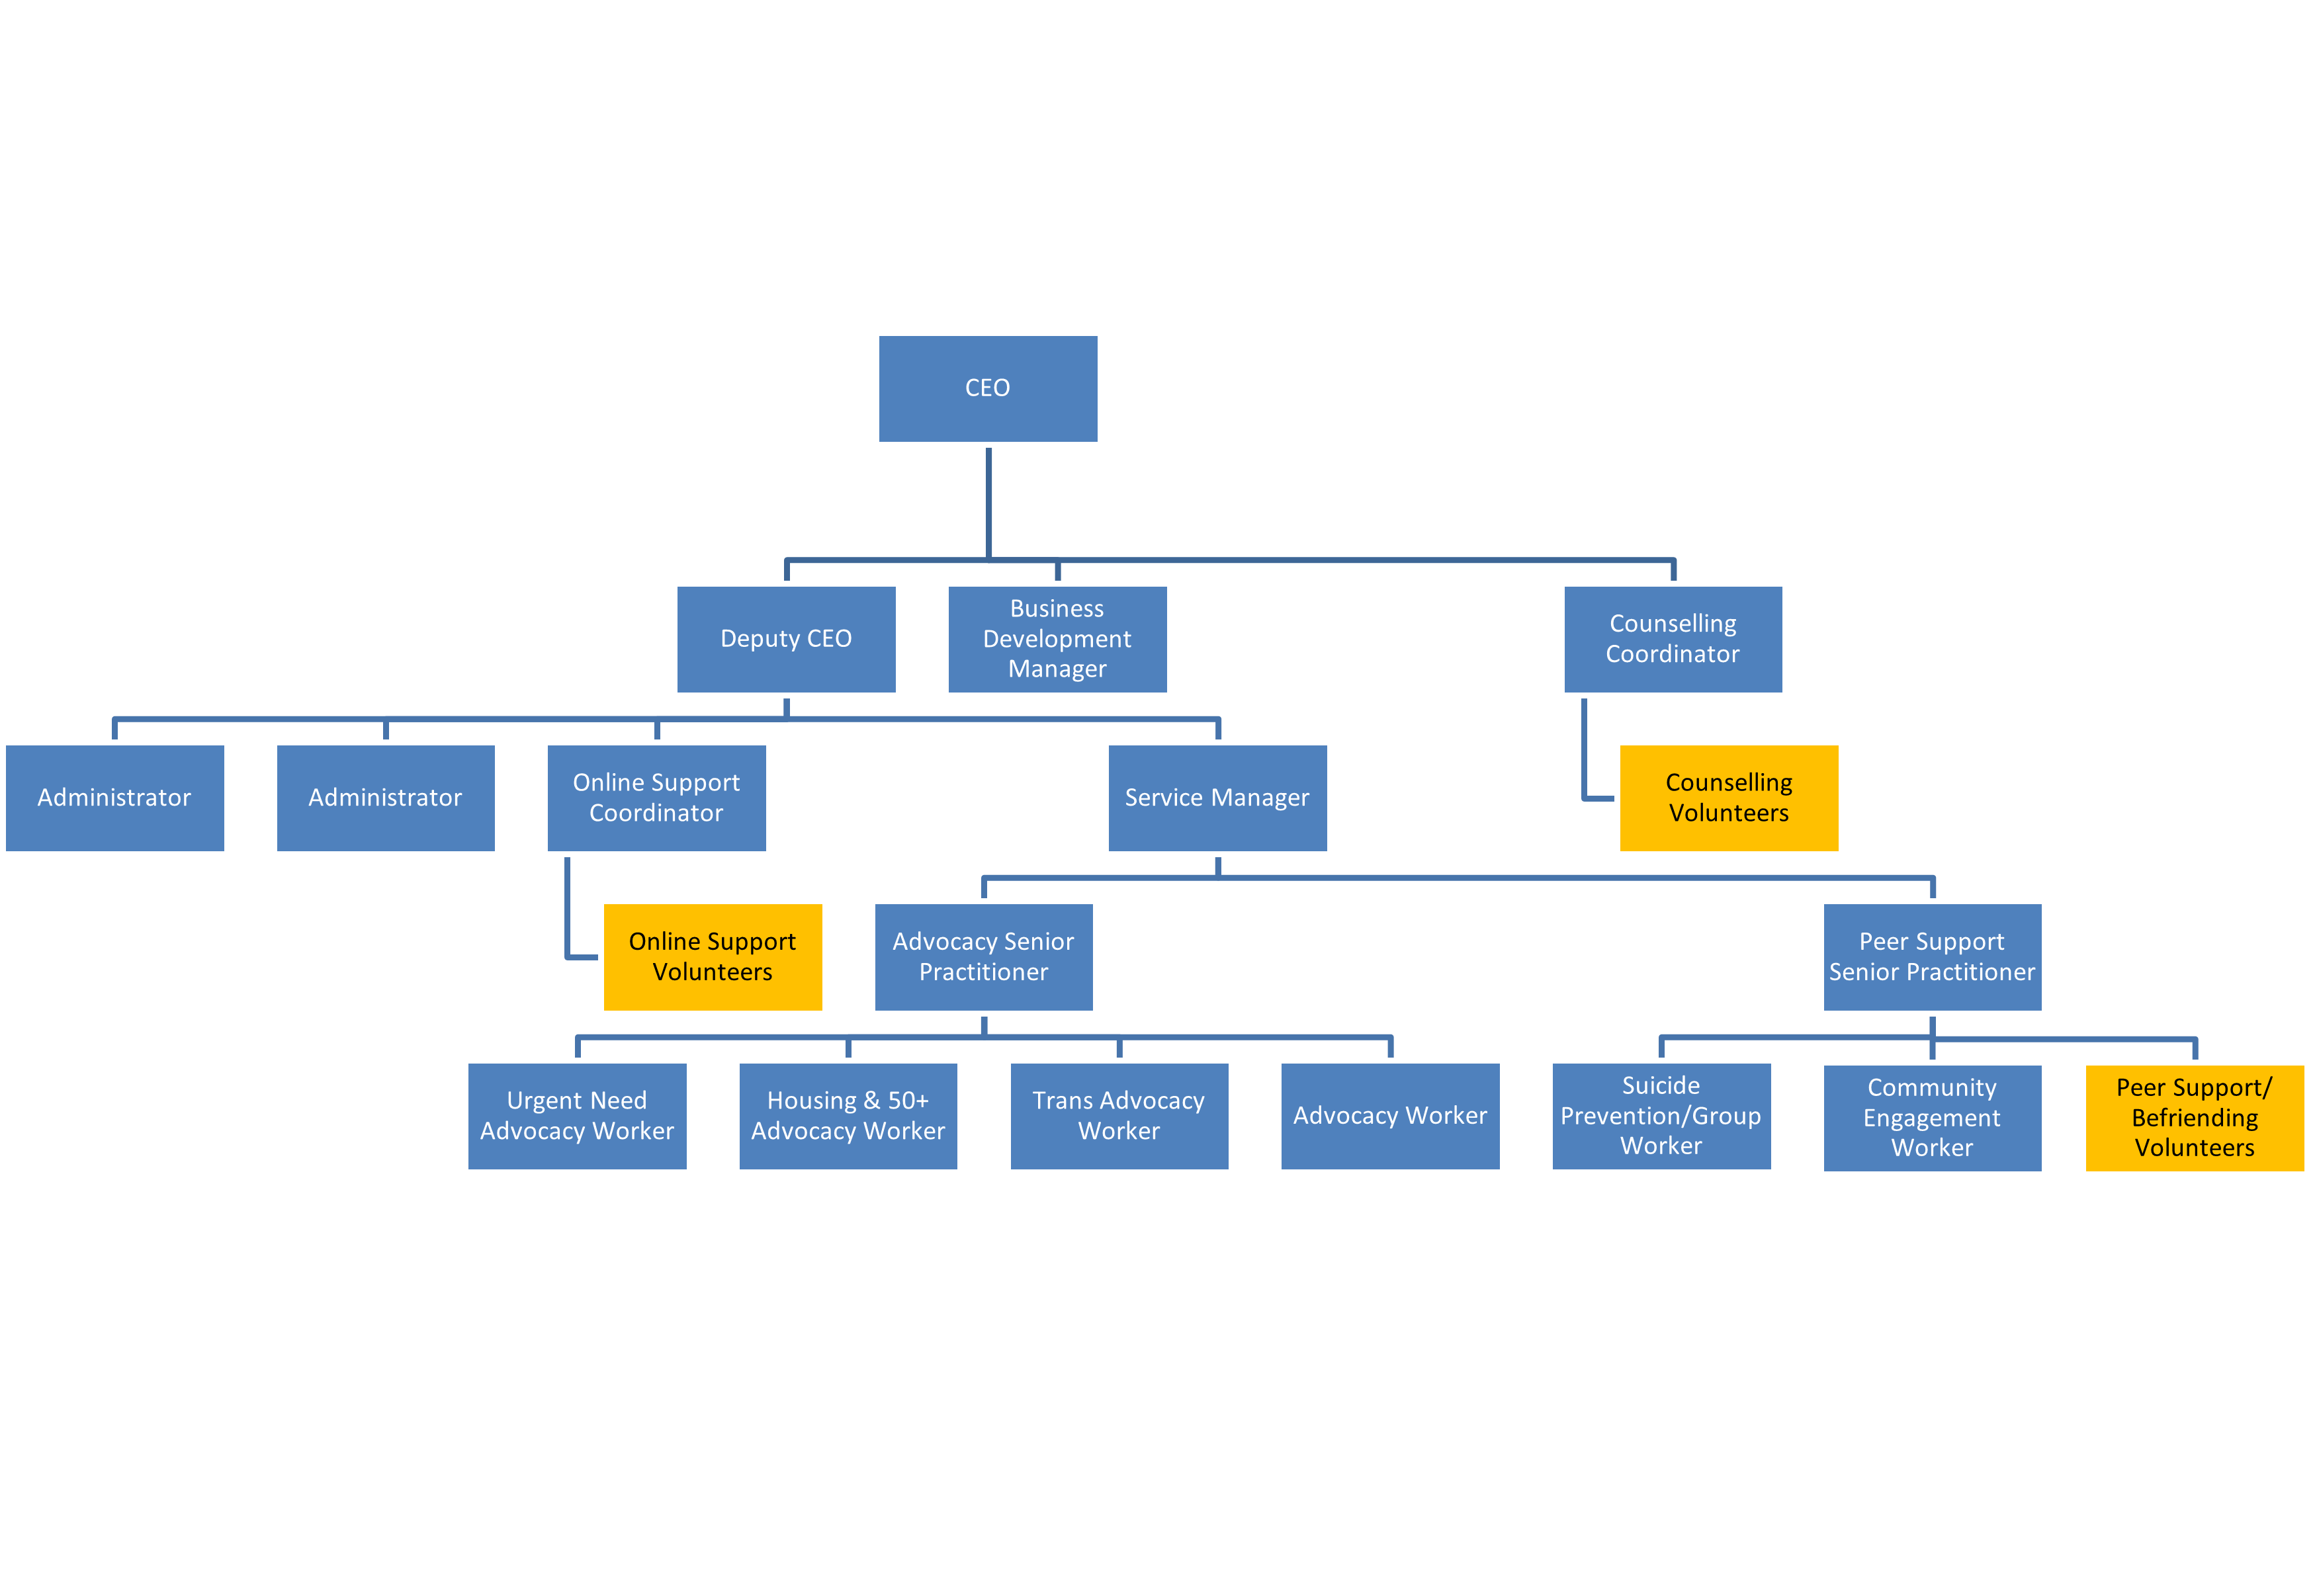 CEO
Deputy CEO
Business
Development
Manager
Counselling
Coordinator
Administrator
Administrator
Online Support
Coordinator
Service Manager
Counselling
Volunteers
Online Support
Volunteers
Advocacy Senior
Practitioner
Peer Support
Senior Practitioner
Urgent Need
Advocacy Worker
Housing & 50+
Advocacy Worker
Trans Advocacy
Worker
Advocacy Worker
Suicide
Prevention/Group
Worker
Community
Engagement
Worker
Peer Support/
Befriending
Volunteers